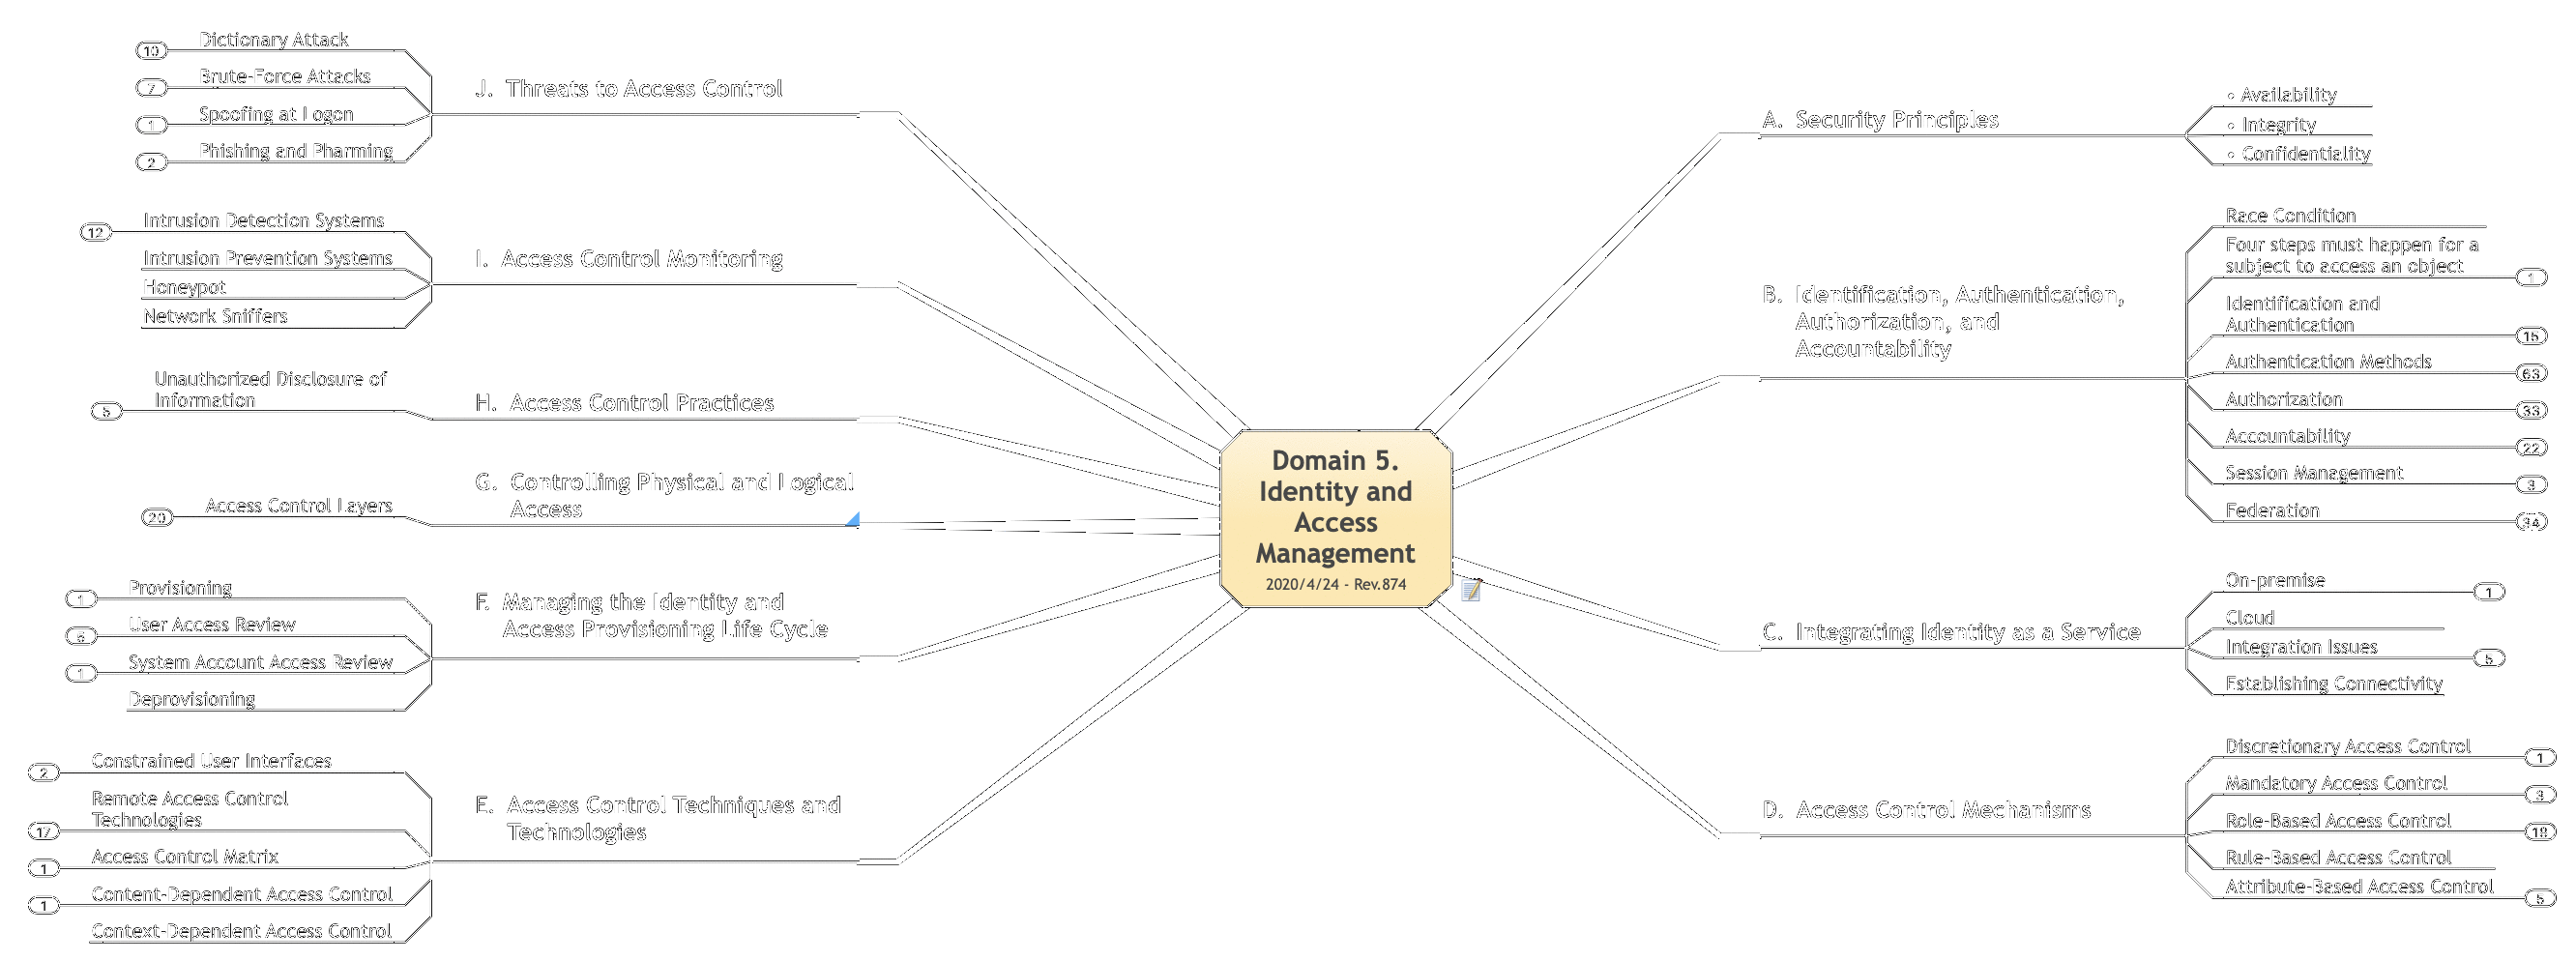 Domain 5.
Identity and
Access
Management
2020/4/24 - Rev.874
A. Security Principles
• Availability
• Integrity
• Confidentiality
B. Identification, Authentication,
Authorization, and
Accountability
Race Condition
Four steps must happen for a
subject to access an object
1
Identification and
Authentication
15
Authentication Methods
63
Authorization
33
Accountability
22
Session Management
3
Federation
34
C. Integrating Identity as a Service
On-premise
1
Cloud
Integration Issues
5
Establishing Connectivity
D. Access Control Mechanisms
Discretionary Access Control
1
Mandatory Access Control
3
Role-Based Access Control
18
Rule-Based Access Control
Attribute-Based Access Control
5
E. Access Control Techniques and
Technologies
Constrained User Interfaces
2
Remote Access Control
Technologies
17
Access Control Matrix
1
Content-Dependent Access Control
1
Context-Dependent Access Control
F. Managing the Identity and
Access Provisioning Life Cycle
Provisioning
1
User Access Review
System Account Access Review
1
Deprovisioning
G. Controlling Physical and Logical
Access
Access Control Layers
20
H. Access Control Practices
Unauthorized Disclosure of
Information
5
I. Access Control Monitoring
Intrusion Detection Systems
12
Intrusion Prevention Systems
Honeypot
Network Sniffers
J. Threats to Access Control
Dictionary Attack
10
Brute-Force Attacks
7
Spoofing at Logon
1
Phishing and Pharming
2